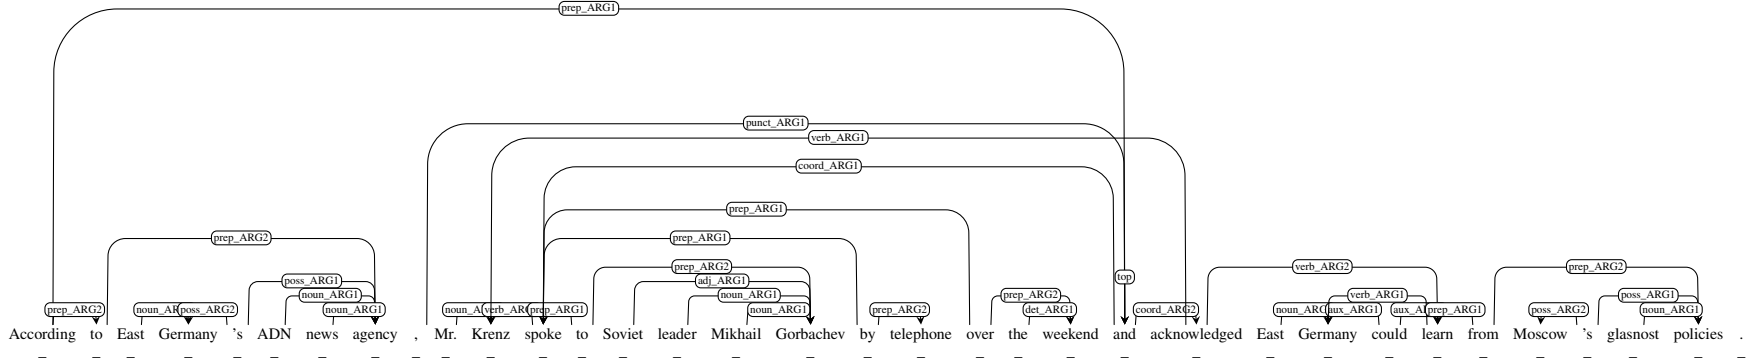 prep_ARG1
punct_ARG1
verb_ARG1
coord_ARG1
prep_ARG1
prep_ARG2 prep_ARG1
prep_ARG2 verb_ARG2 prep_ARG2
top
poss_ARG1 adj_ARG1
noun_ARG1 noun_ARG1 prep_ARG2 verb_ARG1 poss_ARG1
prep_ARG2 poss_ARG2 noun_ARG1 prep_ARG1 noun_ARG1 prep_ARG2 det_ARG1 coord_ARG2 aux_ARG1 prep_ARG1 poss_ARG2 noun_ARG1
According to East Germany 's ADN news agency , Mr. Krenz spoke to Soviet leader Mikhail Gorbachev by telephone over the weekend and acknowledged East Germany could learn from Moscow 's glasnost policies .